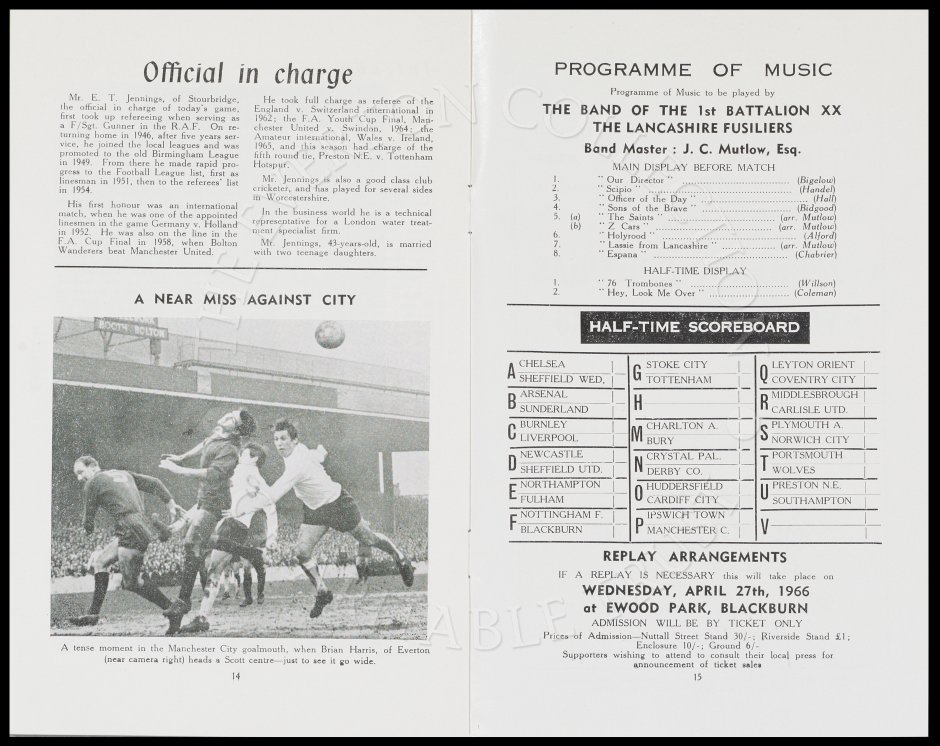 Official in charge
Mr. E. T. Jennings, of Stourbridge,
the official in charge of today's game,
first took up refereeing when serving as
a F/Sgt. Gunner in the R.A.F. On re-
turning home in 1946, after five years ser-
vice, he joined the local leagues and was
promoted to the old Birmingham League
in 1949. From there he made rapid pro-
gress to the Football League list, first as
linesman in 1951, then to the referees' list
in 1954.
His first honour was an international
match, when he was one of the appointed
linesmen in the game Germany v. Holland
in 1952. He was also on the line in the
F.A. Cup Final in 1958, when Bolton
Wanderers beat Manchester United.
He took full charge as referee of the
England v. Switzerland international in
1962; the F.A. Youth Cup Final, Man-
chester United v. Swindon, 1964; the
Amateur international, Wales v. Ireland,
1965, and this season had charge of the
fifth round tie, Preston N.E. v. Tottenham
Hotspur.
Mr. Jennings is also a good class club
cricketer, and has played for several sides
in Worcestershire.
In the business world he is a technical
representative for a London water treat-
ment specialist firm.
Mr. Jennings, 43-years-old, is married
with two teenage daughters.
A NEAR MISS AGAINST CITY
BOOTH BOLTON
A tense moment in the Manchester City goalmouth, when Brian Harris, of Everton
(near camera right) heads a Scott centre—just to see it go wide.
14
PROGRAMME OF MUSIC
Programme of Music to be played by
THE BAND OF THE 1st BATTALION XX
THE LANCASHIRE FUSILIERS
Band Master : J. C. Mutlow, Esq.
MAIN DISPLAY BEFORE MATCH
1. " Our Director " (Bigelow)
2. " Scipio " (Handel)
3. " Officer of the Day " (Hall)
4. " Sons of the Brave " (Bidgood)
5. (a) " The Saints " (arr. Mutlow)
(b) " Z Cars " (arr. Mutlow)
6. " Holyrood " (Alford)
7. " Lassie from Lancashire " (arr. Mutlow)
8. " Espana " (Chabrier)
HALF-TIME DISPLAY
1. " 76 Trombones " (Willson)
2. " Hey, Look Me Over " (Coleman)
HALF-TIME SCOREBOARD
A CHELSEA
SHEFFIELD WED.
B ARSENAL
SUNDERLAND
C BURNLEY
LIVERPOOL
D NEWCASTLE
SHEFFIELD UTD.
E NORTHAMPTON
FULHAM
F NOTTINGHAM F.
BLACKBURN
G STOKE CITY
TOTTENHAM
H
M CHARLTON A.
BURY
N CRYSTAL PAL.
DERBY CO.
O HUDDERSFIELD
CARDIFF CITY
P IPSWICH TOWN
MANCHESTER C.
Q LEYTON ORIENT
COVENTRY CITY
R MIDDLESBROUGH
CARLISLE UTD.
S PLYMOUTH A.
NORWICH CITY
T PORTSMOUTH
WOLVES
U PRESTON N.E.
SOUTHAMPTON
V
REPLAY ARRANGEMENTS
IF A REPLAY IS NECESSARY this will take place on
WEDNESDAY, APRIL 27th, 1966
at EWOOD PARK, BLACKBURN
ADMISSION WILL BE BY TICKET ONLY
Prices of Admission—Nuttall Street Stand 30/-; Riverside Stand £1;
Enclosure 10/-; Ground 6/-
Supporters wishing to attend to consult their local press for
announcement of ticket sales
15